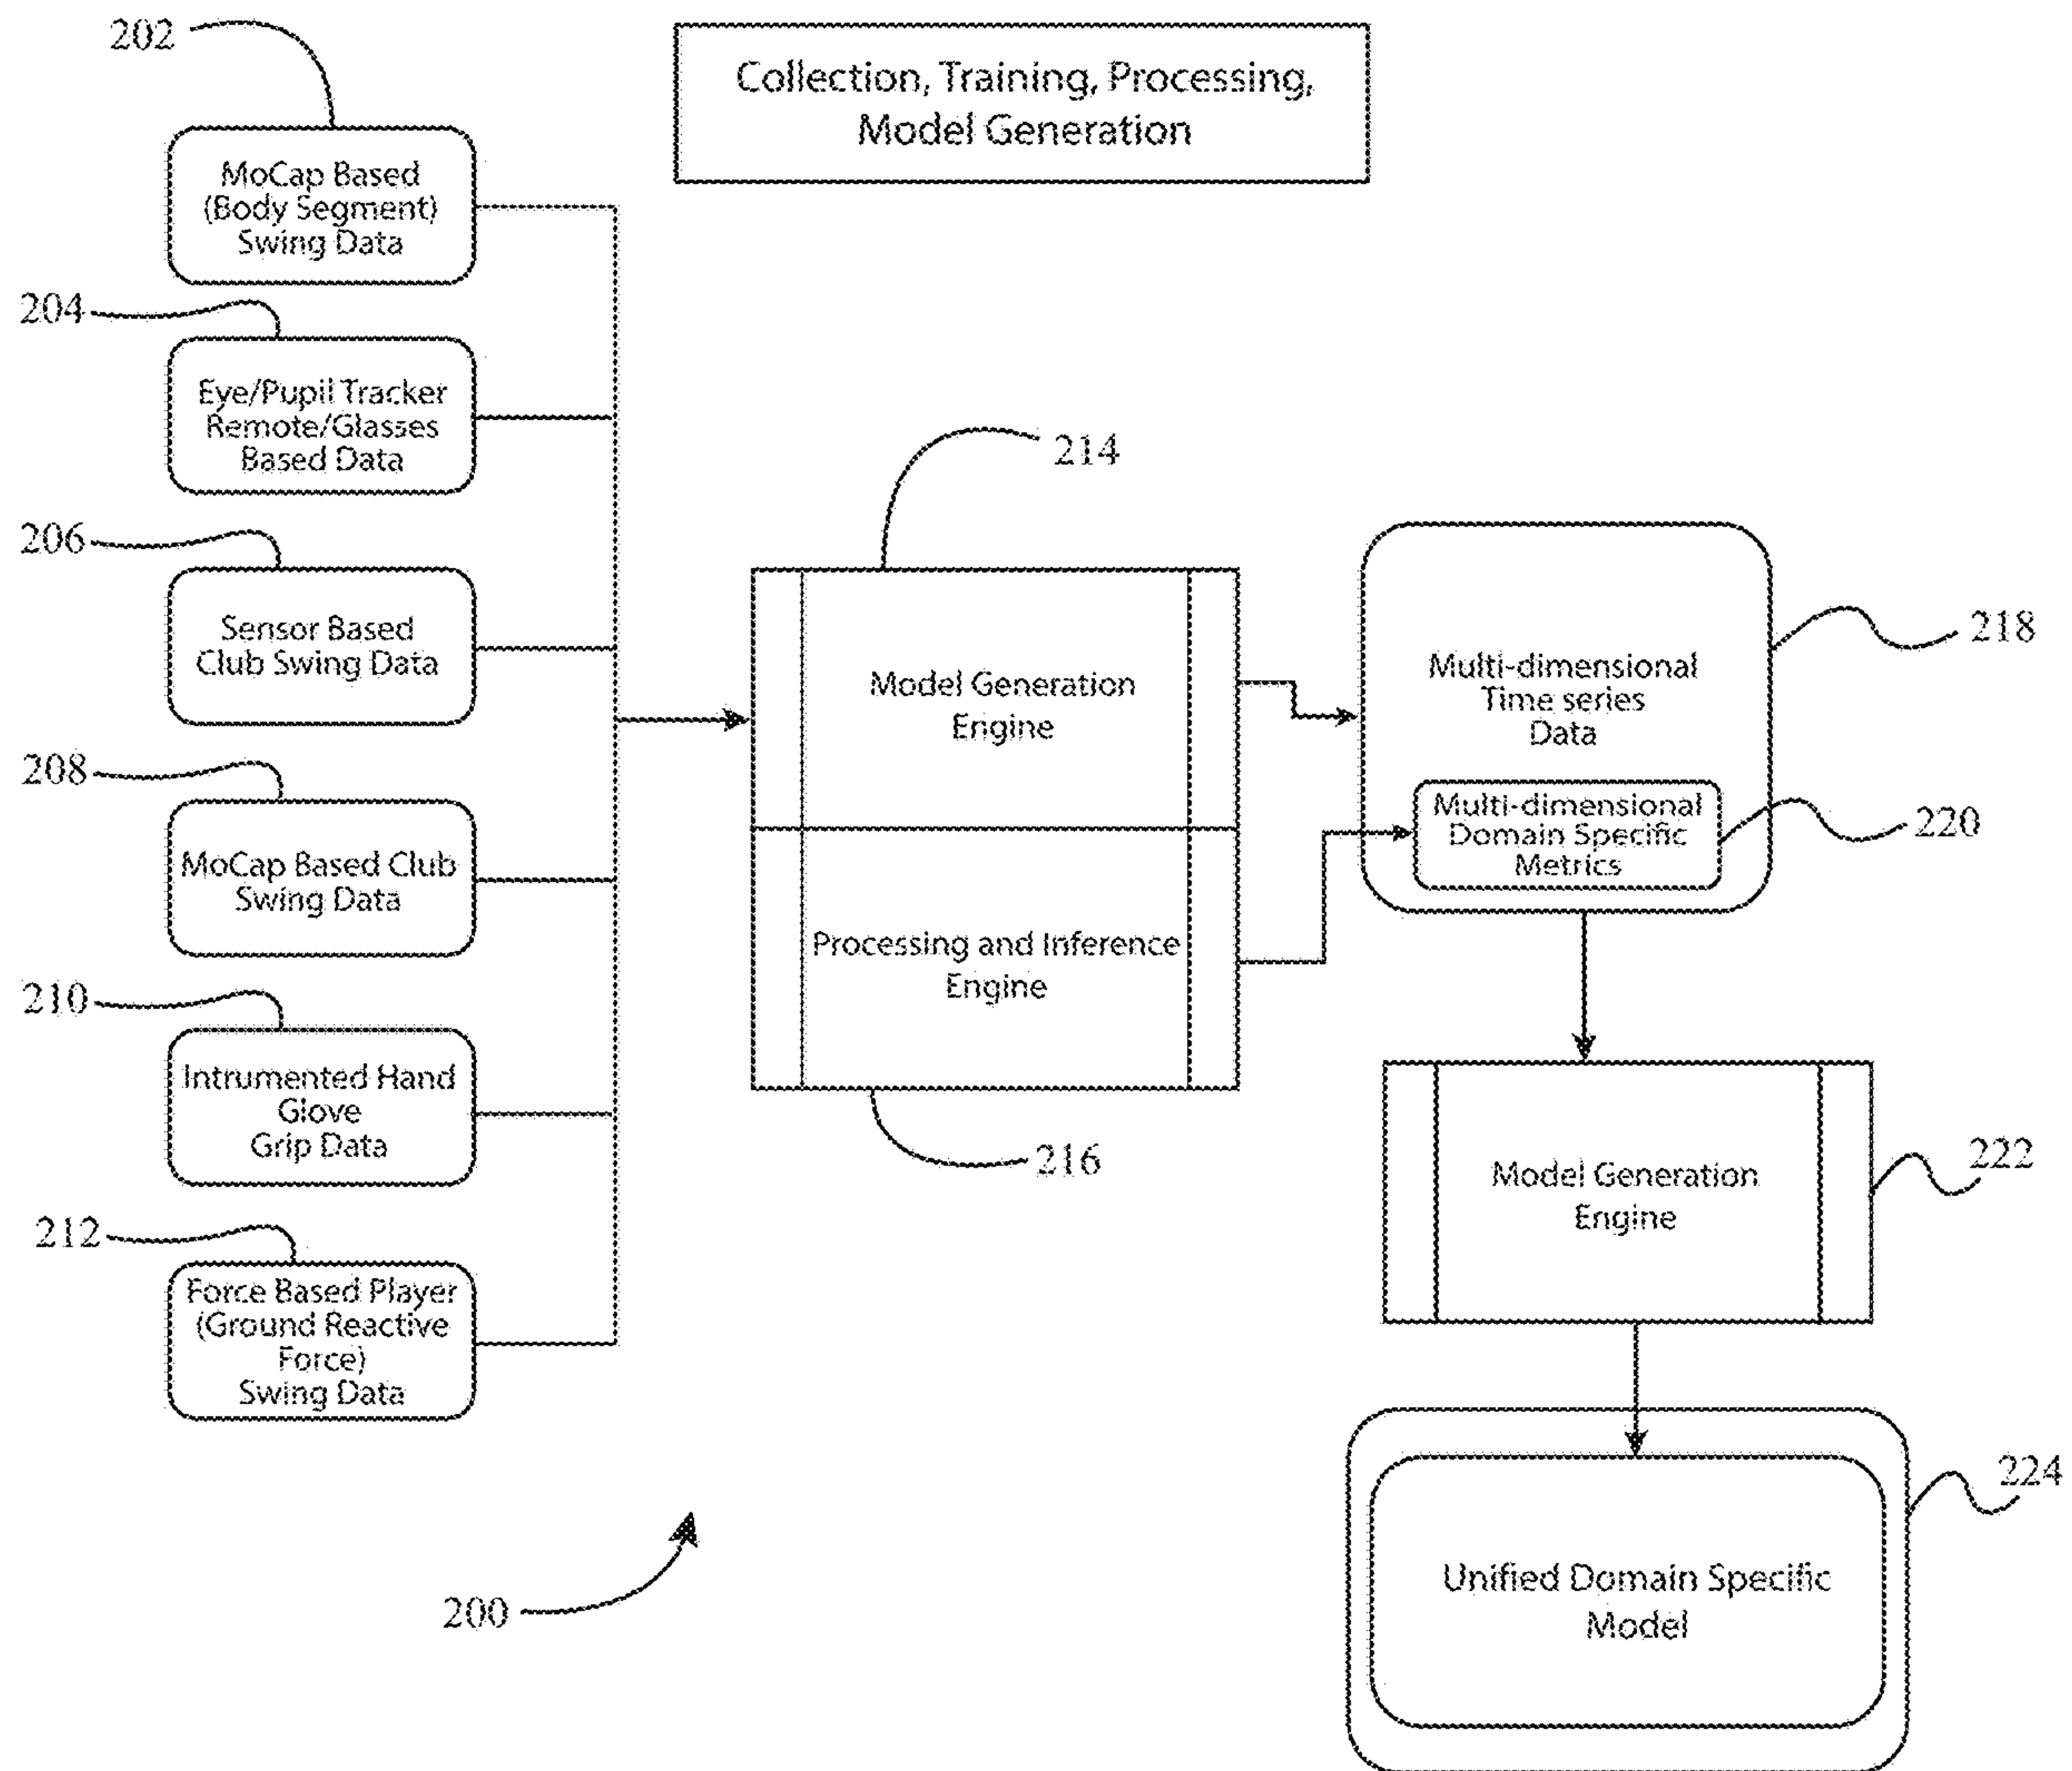 202
Collection, Training, Processing,
Model Generation
MoCap Based
(Body Segment)
Swing Data
204
Eye/Pupil Tracker
Remote/Glasses
Based Data
206
Sensor Based
Club Swing Data
208
MoCap Based Club
Swing Data
210
Intrumented Hand
Glove
Grip Data
212
Force Based Player
(Ground Reactive
Force)
Swing Data
214
Model Generation
Engine
Processing and Inference
Engine
216
218
Multi-dimensional
Time series
Data
Multi-dimensional
Domain Specific
Metrics
220
222
Model Generation
Engine
224
Unified Domain Specific
Model
200